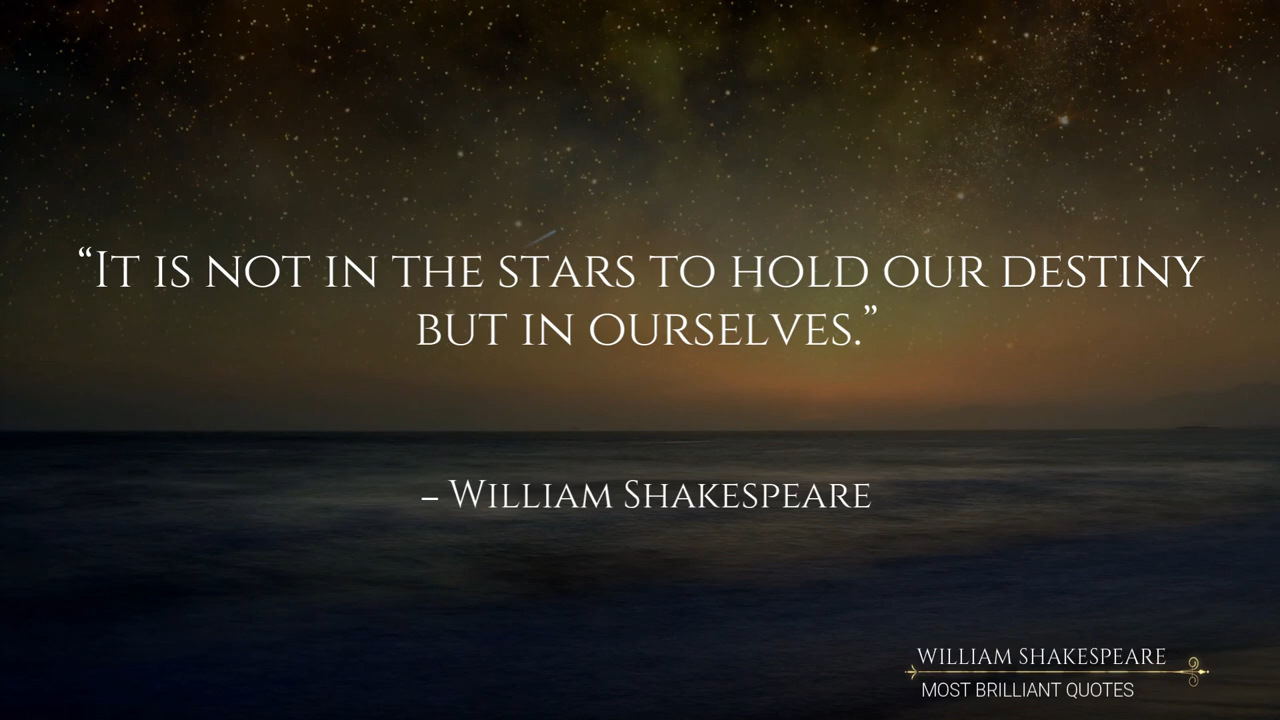 “It is not in the stars to hold our destiny
but in ourselves.”
– William Shakespeare
WILLIAM SHAKESPEARE
MOST BRILLIANT QUOTES